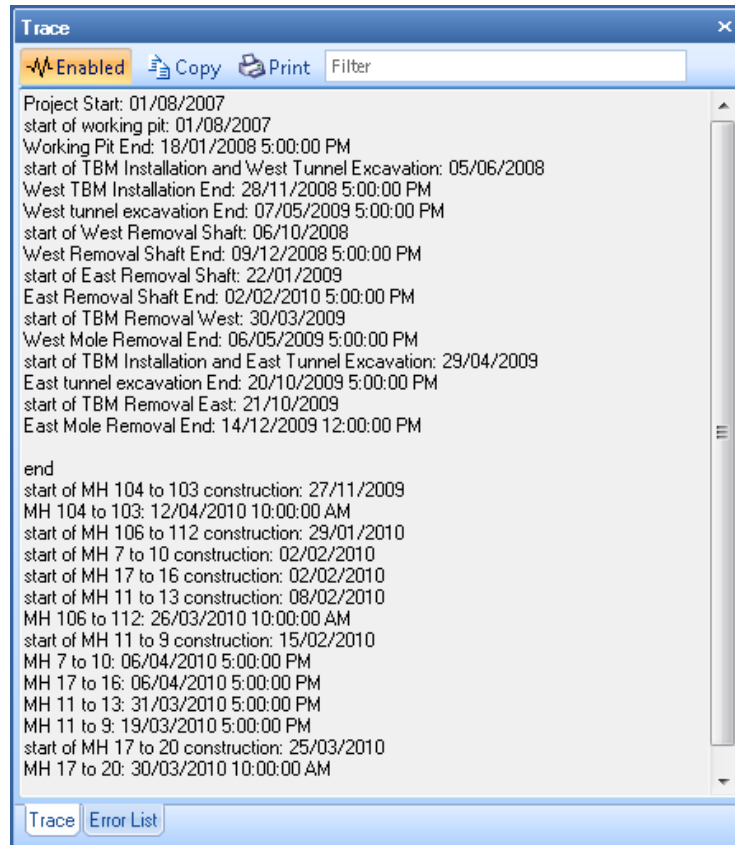 Trace
Enabled Copy Print Filter
Project Start: 01/08/2007
start of working pit: 01/08/2007
Working Pit End: 18/01/2008 5:00:00 PM
start of TBM Installation and West Tunnel Excavation: 05/06/2008
West TBM Installation End: 28/11/2008 5:00:00 PM
West tunnel excavation End: 07/05/2009 5:00:00 PM
start of West Removal Shaft: 06/10/2008
West Removal Shaft End: 09/12/2008 5:00:00 PM
start of East Removal Shaft: 22/01/2009
East Removal Shaft End: 02/02/2010 5:00:00 PM
start of TBM Removal West: 30/03/2009
West Mole Removal End: 06/05/2009 5:00:00 PM
start of TBM Installation and East Tunnel Excavation: 29/04/2009
East tunnel excavation End: 20/10/2009 5:00:00 PM
start of TBM Removal East: 21/10/2009
East Mole Removal End: 14/12/2009 12:00:00 PM
end
start of MH 104 to 103 construction: 27/11/2009
MH 104 to 103: 12/04/2010 10:00:00 AM
start of MH 106 to 112 construction: 29/01/2010
start of MH 7 to 10 construction: 02/02/2010
start of MH 17 to 16 construction: 02/02/2010
start of MH 11 to 13 construction: 08/02/2010
MH 106 to 112: 26/03/2010 10:00:00 AM
start of MH 11 to 9 construction: 15/02/2010
MH 7 to 10: 06/04/2010 5:00:00 PM
MH 17 to 16: 06/04/2010 5:00:00 PM
MH 11 to 13: 31/03/2010 5:00:00 PM
MH 11 to 9: 19/03/2010 5:00:00 PM
start of MH 17 to 20 construction: 25/03/2010
MH 17 to 20: 30/03/2010 10:00:00 AM
Trace Error List